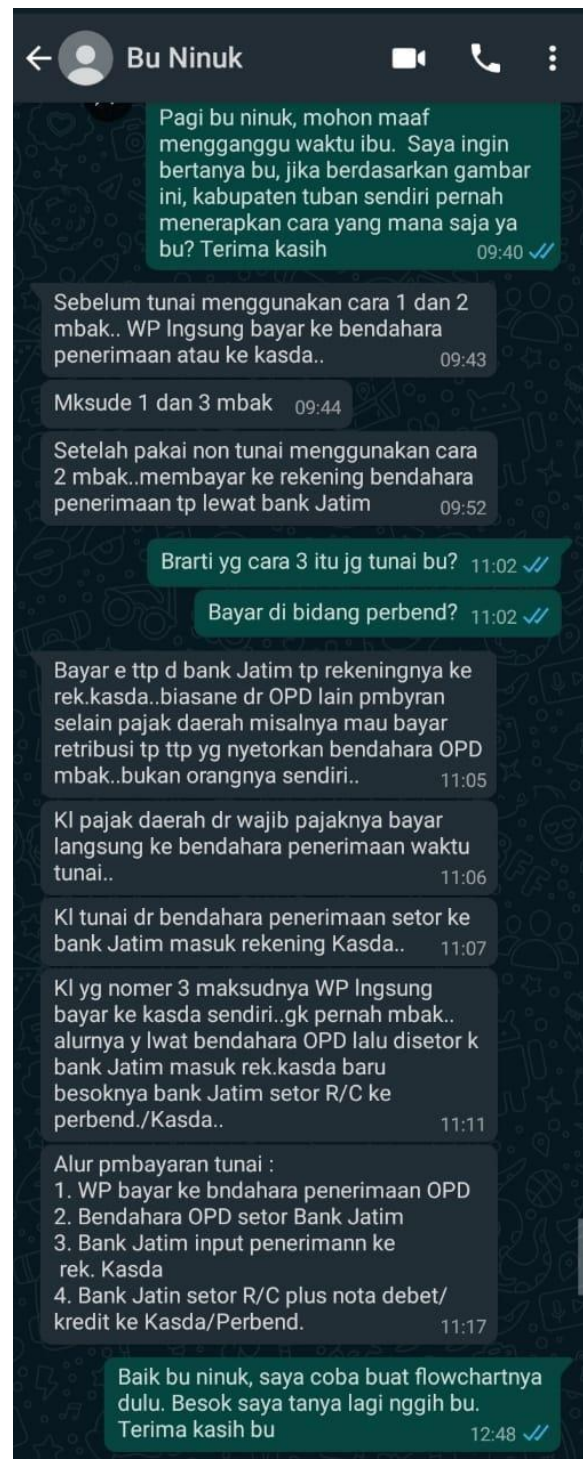 Bu Ninuk
Pagi bu ninuk, mohon maaf
mengganggu waktu ibu. Saya ingin
bertanya bu, jika berdasarkan gambar
ini, kabupaten tuban sendiri pernah
menerapkan cara yang mana saja ya
bu? Terima kasih
09:40
Sebelum tunai menggunakan cara 1 dan 2
mbak.. WP lngsung bayar ke bendahara
penerimaan atau ke kasda..
09:43
Mksude 1 dan 3 mbak 09:44
Setelah pakai non tunai menggunakan cara
2 mbak..membayar ke rekening bendahara
penerimaan tp lewat bank Jatim
09:52
Brarti yg cara 3 itu jg tunai bu? 11:02
Bayar di bidang perbend? 11:02
Bayar e ttp d bank Jatim tp rekeningnya ke
rek.kasda..biasane dr OPD lain pmbyran
selain pajak daerah misalnya mau bayar
retribusi tp ttp yg nyetorkan bendahara OPD
mbak..bukan orangnya sendiri..
11:05
Kl pajak daerah dr wajib pajaknya bayar
langsung ke bendahara penerimaan waktu
tunai..
11:06
Kl tunai dr bendahara penerimaan setor ke
bank Jatim masuk rekening Kasda..
11:07
Kl yg nomer 3 maksudnya WP lngsung
bayar ke kasda sendiri..gk pernah mbak..
alurnya y lwat bendahara OPD lalu disetor k
bank Jatim masuk rek.kasda baru
besoknya bank Jatim setor R/C ke
perbend./Kasda..
11:11
Alur pmbayaran tunai :
1. WP bayar ke bndahara penerimaan OPD
2. Bendahara OPD setor Bank Jatim
3. Bank Jatim input penerimann ke
rek. Kasda
4. Bank Jatin setor R/C plus nota debet/
kredit ke Kasda/Perbend.
11:17
Baik bu ninuk, saya coba buat flowchartnya
dulu. Besok saya tanya lagi nggih bu.
Terima kasih bu
12:48